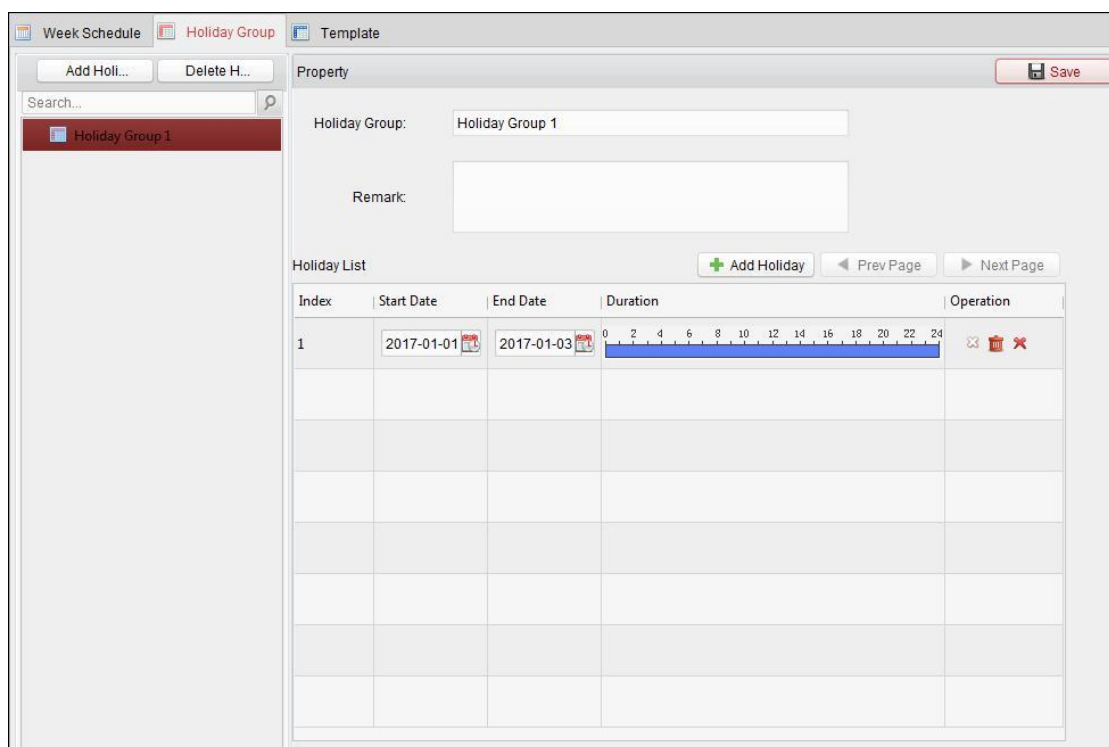 Week Schedule Holiday Group Template
Add Holi... Delete H... Property Save
Search...
Holiday Group 1
Holiday Group: Holiday Group 1
Remark:
Holiday List Add Holiday Prev Page Next Page
Index Start Date End Date Duration Operation
0 2 4 6 8 10 12 14 16 18 20 22 24
1 2017-01-01 2017-01-03